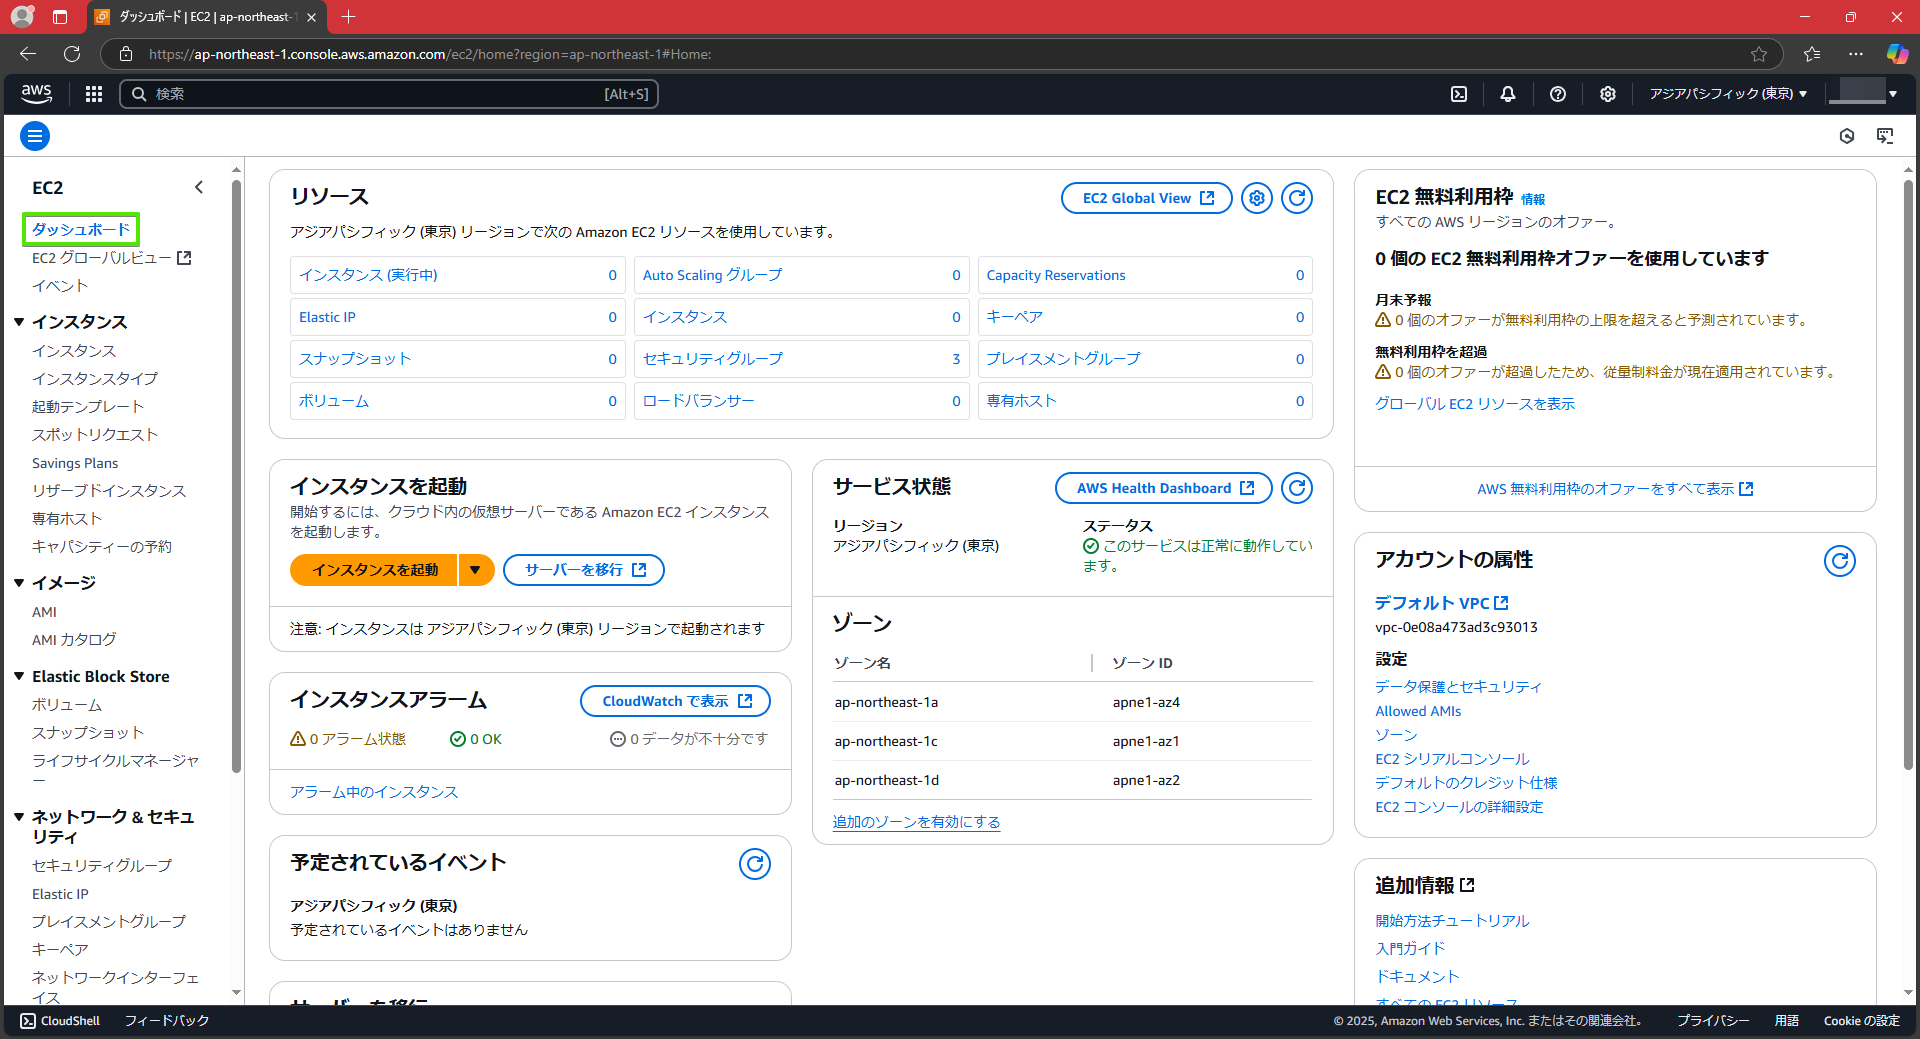 ダッシュボード | EC2 | ap-northeast-1
https://ap-northeast-1.console.aws.amazon.com/ec2/home?region=ap-northeast-1#Home:
aws
検索
[Alt+S]
アジアパシフィック (東京)
EC2
ダッシュボード
EC2 グローバルビュー
イベント
インスタンス
インスタンス
インスタンスタイプ
起動テンプレート
スポットリクエスト
Savings Plans
リザーブドインスタンス
専有ホスト
キャパシティーの予約
イメージ
AMI
AMI カタログ
Elastic Block Store
ボリューム
スナップショット
ライフサイクルマネージャ
ー
ネットワーク & セキュ
リティ
セキュリティグループ
Elastic IP
プレイスメントグループ
キーペア
ネットワークインターフェ
イス
リソース
EC2 Global View
アジアパシフィック (東京) リージョンで次の Amazon EC2 リソースを使用しています。
インスタンス (実行中) 0
Auto Scaling グループ 0
Capacity Reservations 0
Elastic IP 0
インスタンス 0
キーペア 0
スナップショット 0
セキュリティグループ 3
プレイスメントグループ 0
ボリューム 0
ロードバランサー 0
専有ホスト 0
インスタンスを起動
開始するには、クラウド内の仮想サーバーである Amazon EC2 インスタンス
を起動します。
インスタンスを起動
サーバーを移行
注意: インスタンスは アジアパシフィック (東京) リージョンで起動されます
インスタンスアラーム
CloudWatch で表示
0 アラーム状態
0 OK
0 データが不十分です
アラーム中のインスタンス
予定されているイベント
アジアパシフィック (東京)
予定されているイベントはありません
サーバーを移行
サービス状態
AWS Health Dashboard
リージョン
アジアパシフィック (東京)
ステータス
このサービスは正常に動作してい
ます。
ゾーン
ゾーン名
ゾーン ID
ap-northeast-1a
apne1-az4
ap-northeast-1c
apne1-az1
ap-northeast-1d
apne1-az2
追加のゾーンを有効にする
EC2 無料利用枠 情報
すべての AWS リージョンのオファー。
0 個の EC2 無料利用枠オファーを使用しています
月末予報
0 個のオファーが無料利用枠の上限を超えると予測されています。
無料利用枠を超過
0 個のオファーが超過したため、従量制料金が現在適用されています。
グローバル EC2 リソースを表示
AWS 無料利用枠のオファーをすべて表示
アカウントの属性
デフォルト VPC
vpc-0e08a473ad3c93013
設定
データ保護とセキュリティ
Allowed AMIs
ゾーン
EC2 シリアルコンソール
デフォルトのクレジット仕様
EC2 コンソールの詳細設定
追加情報
開始方法チュートリアル
入門ガイド
ドキュメント
すべての EC2 リソース
CloudShell
フィードバック
© 2025, Amazon Web Services, Inc. またはその関連会社。
プライバシー
用語
Cookie の設定